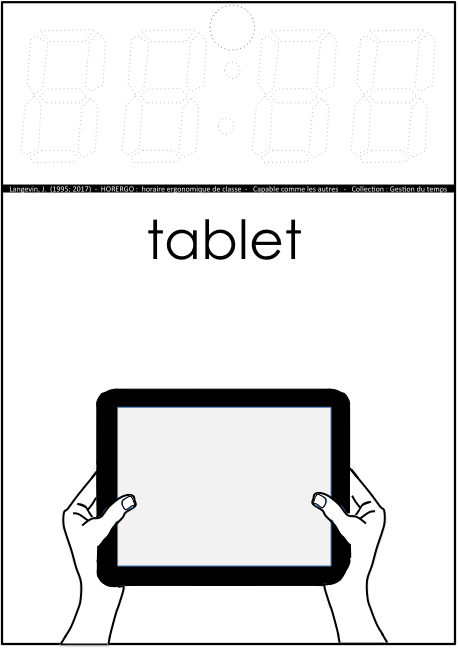 Langevin, J. (1995; 2017) - HORERGO : horaire ergonomique de classe - Capable comme les autres - Collection : Gestion du temps
tablet